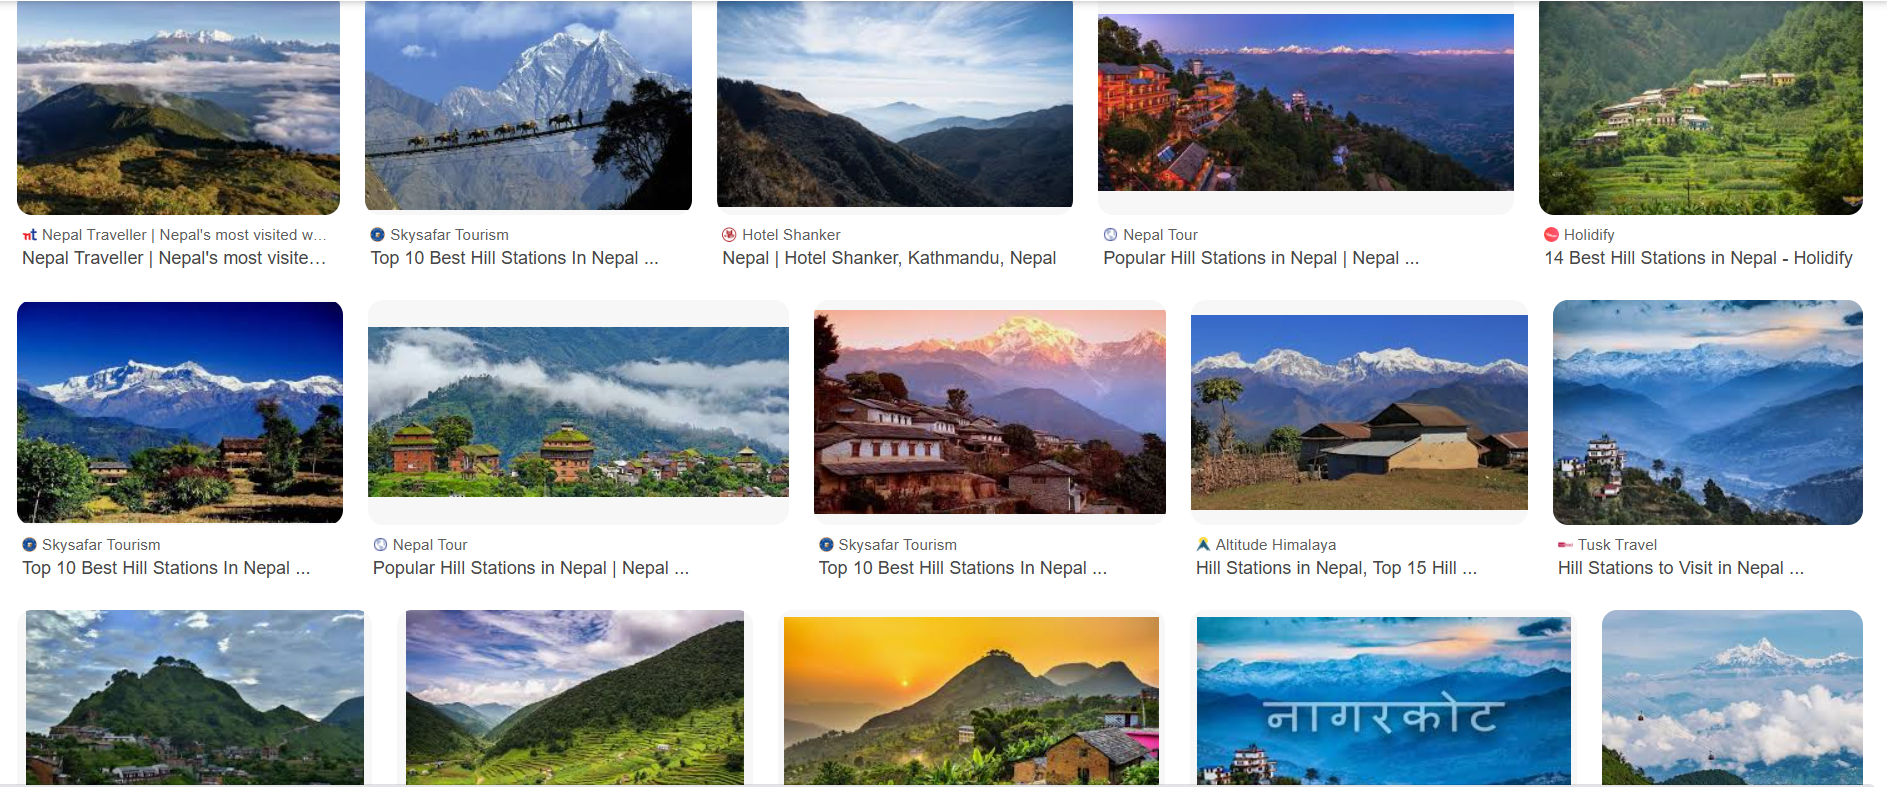 Nepal Traveller | Nepal's most visited w...
Nepal Traveller | Nepal's most visite...
Skysafar Tourism
Top 10 Best Hill Stations In Nepal ...
Hotel Shanker
Nepal | Hotel Shanker, Kathmandu, Nepal
Nepal Tour
Popular Hill Stations in Nepal | Nepal ...
Holidify
14 Best Hill Stations in Nepal - Holidify
Skysafar Tourism
Top 10 Best Hill Stations In Nepal ...
Nepal Tour
Popular Hill Stations in Nepal | Nepal ...
Skysafar Tourism
Top 10 Best Hill Stations In Nepal ...
Altitude Himalaya
Hill Stations in Nepal, Top 15 Hill ...
Tusk Travel
Hill Stations to Visit in Nepal ...
नागरकोट